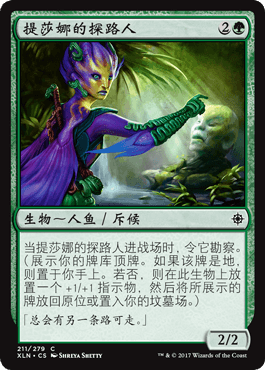 提莎娜的探路人 2
生物～人鱼 / 斥候
当提莎娜的探路人进战场时，令它勘察。
（展示你的牌库顶牌。如果该牌是地，
则置于你手上。若否，则在此生物上放
置一个 +1/+1 指示物，然后将所展示的
牌放回原位或置入你的坟墓场。）
「总会有另一条路可走。」
2/2
211/279 C
XLN • CS SHREYA SHETTY
™ & © 2017 Wizards of the Coast